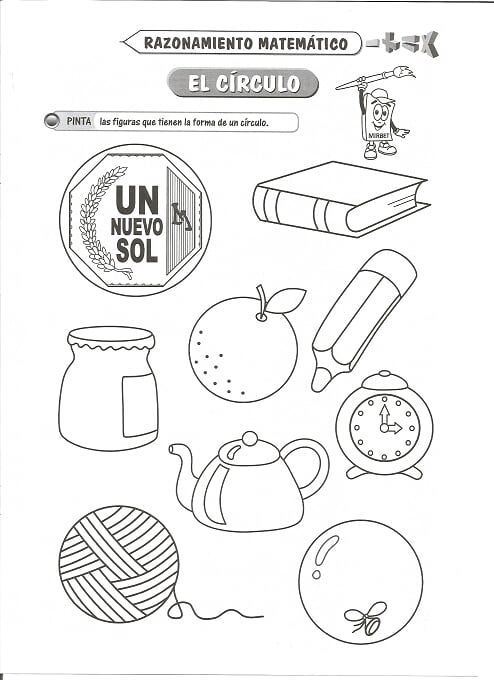 RAZONAMIENTO MATEMÁTICO
EL CÍRCULO
PINTA las figuras que tienen la forma de un círculo.
MIRBET
UN
NUEVO
SOL